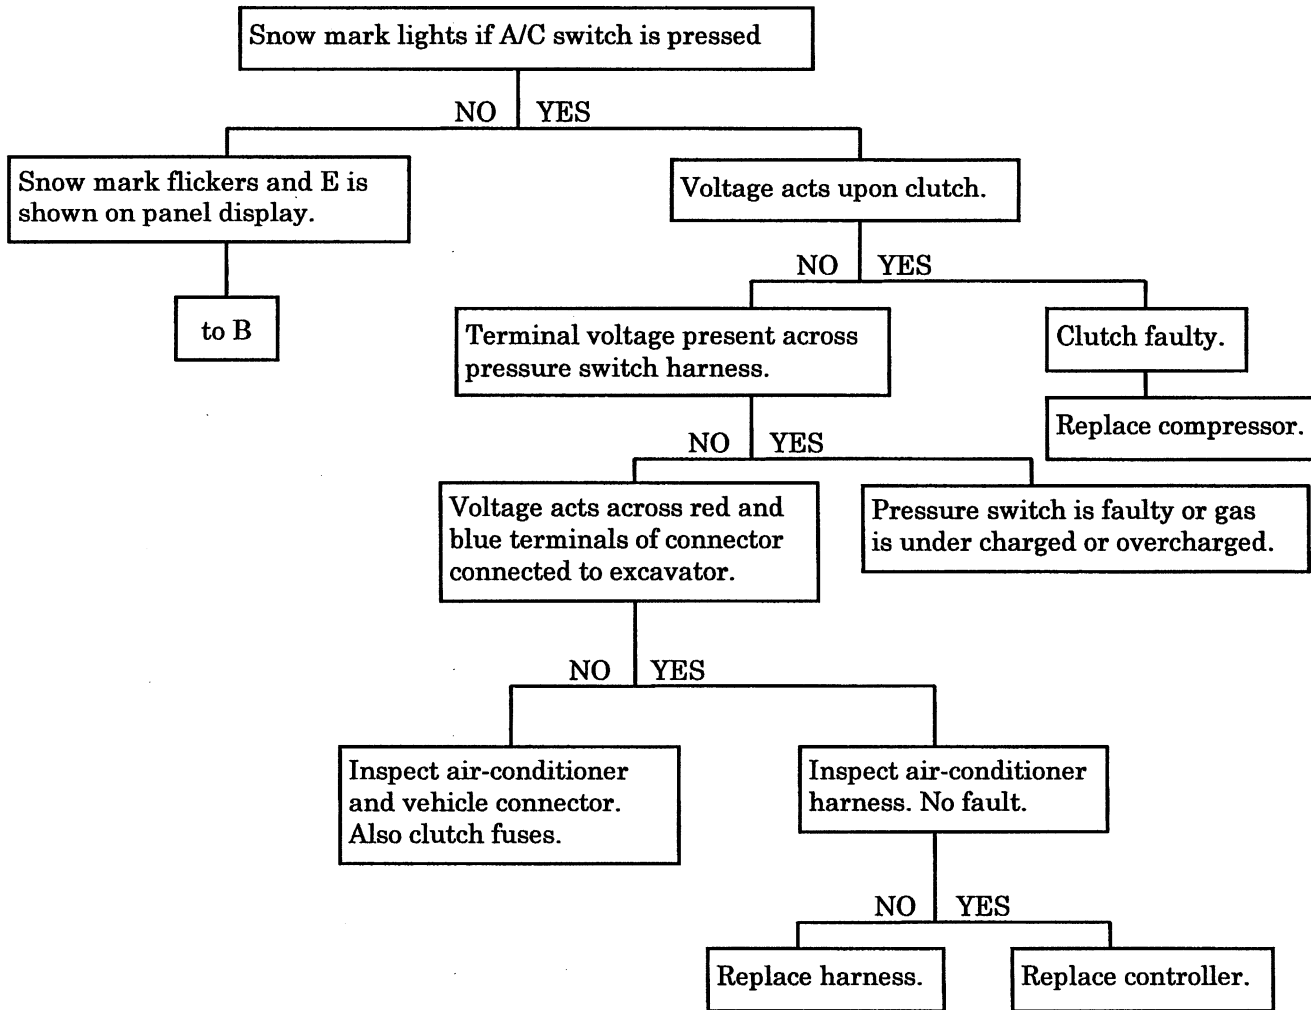 Snow mark lights if A/C switch is pressed
NO YES
Snow mark flickers and E is
shown on panel display.
Voltage acts upon clutch.
NO YES
to B
Terminal voltage present across
pressure switch harness.
Clutch faulty.
Replace compressor.
NO YES
Voltage acts across red and
blue terminals of connector
connected to excavator.
Pressure switch is faulty or gas
is under charged or overcharged.
NO YES
Inspect air-conditioner
and vehicle connector.
Also clutch fuses.
Inspect air-conditioner
harness. No fault.
NO YES
Replace harness.
Replace controller.